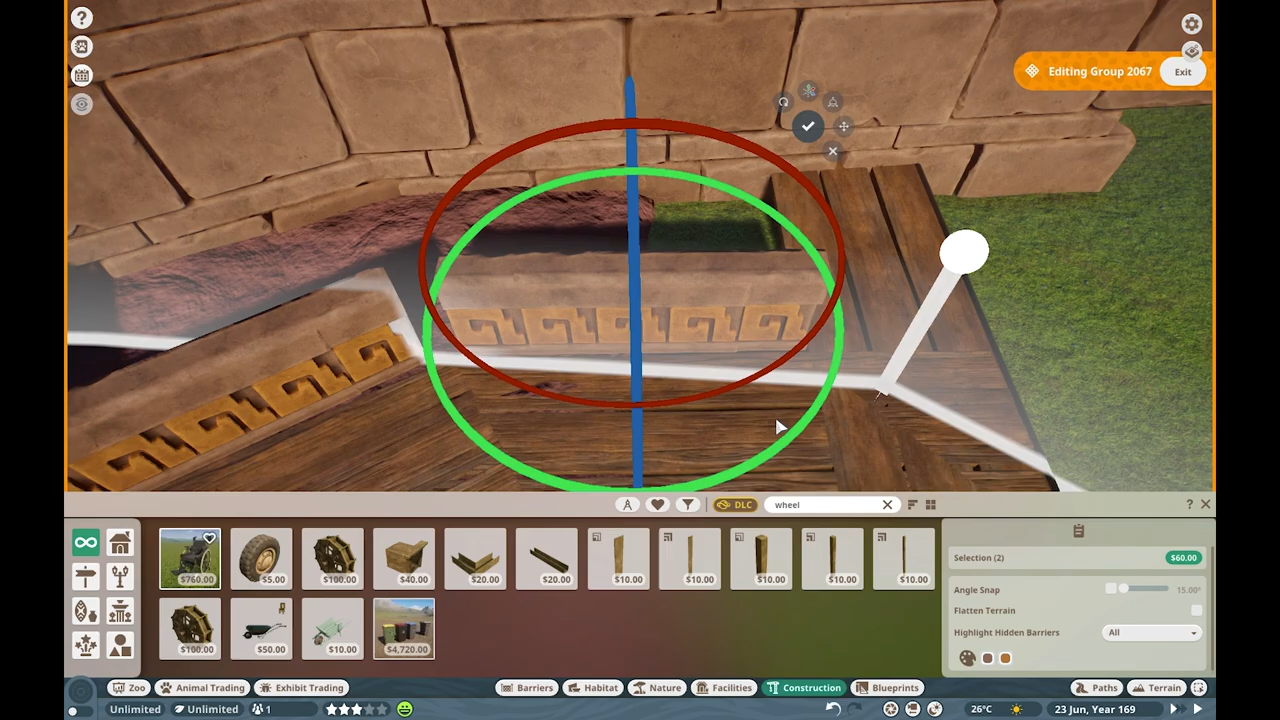 ?
Editing Group 2067 Exit
DLC wheel
?
$760.00 $5.00 $100.00 $40.00 $20.00 $20.00 $10.00 $10.00 $10.00 $10.00 $10.00
$100.00 $50.00 $10.00 $4,720.00
Selection (2) $60.00
Angle Snap 15.00°
Flatten Terrain
Highlight Hidden Barriers All
Zoo Animal Trading Exhibit Trading Barriers Habitat Nature Facilities Construction Blueprints Paths Terrain
Unlimited Unlimited 1 26°C 23 Jun, Year 169